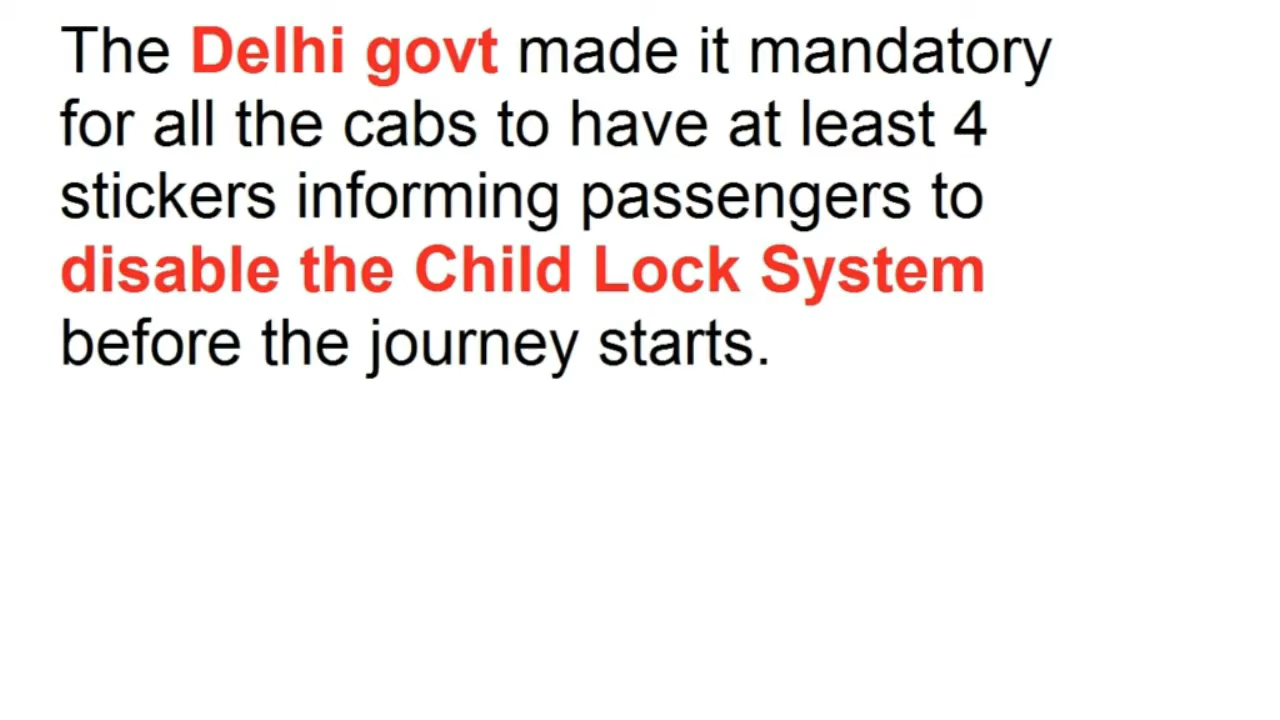 The Delhi govt made it mandatory
for all the cabs to have at least 4
stickers informing passengers to
disable the Child Lock System
before the journey starts.